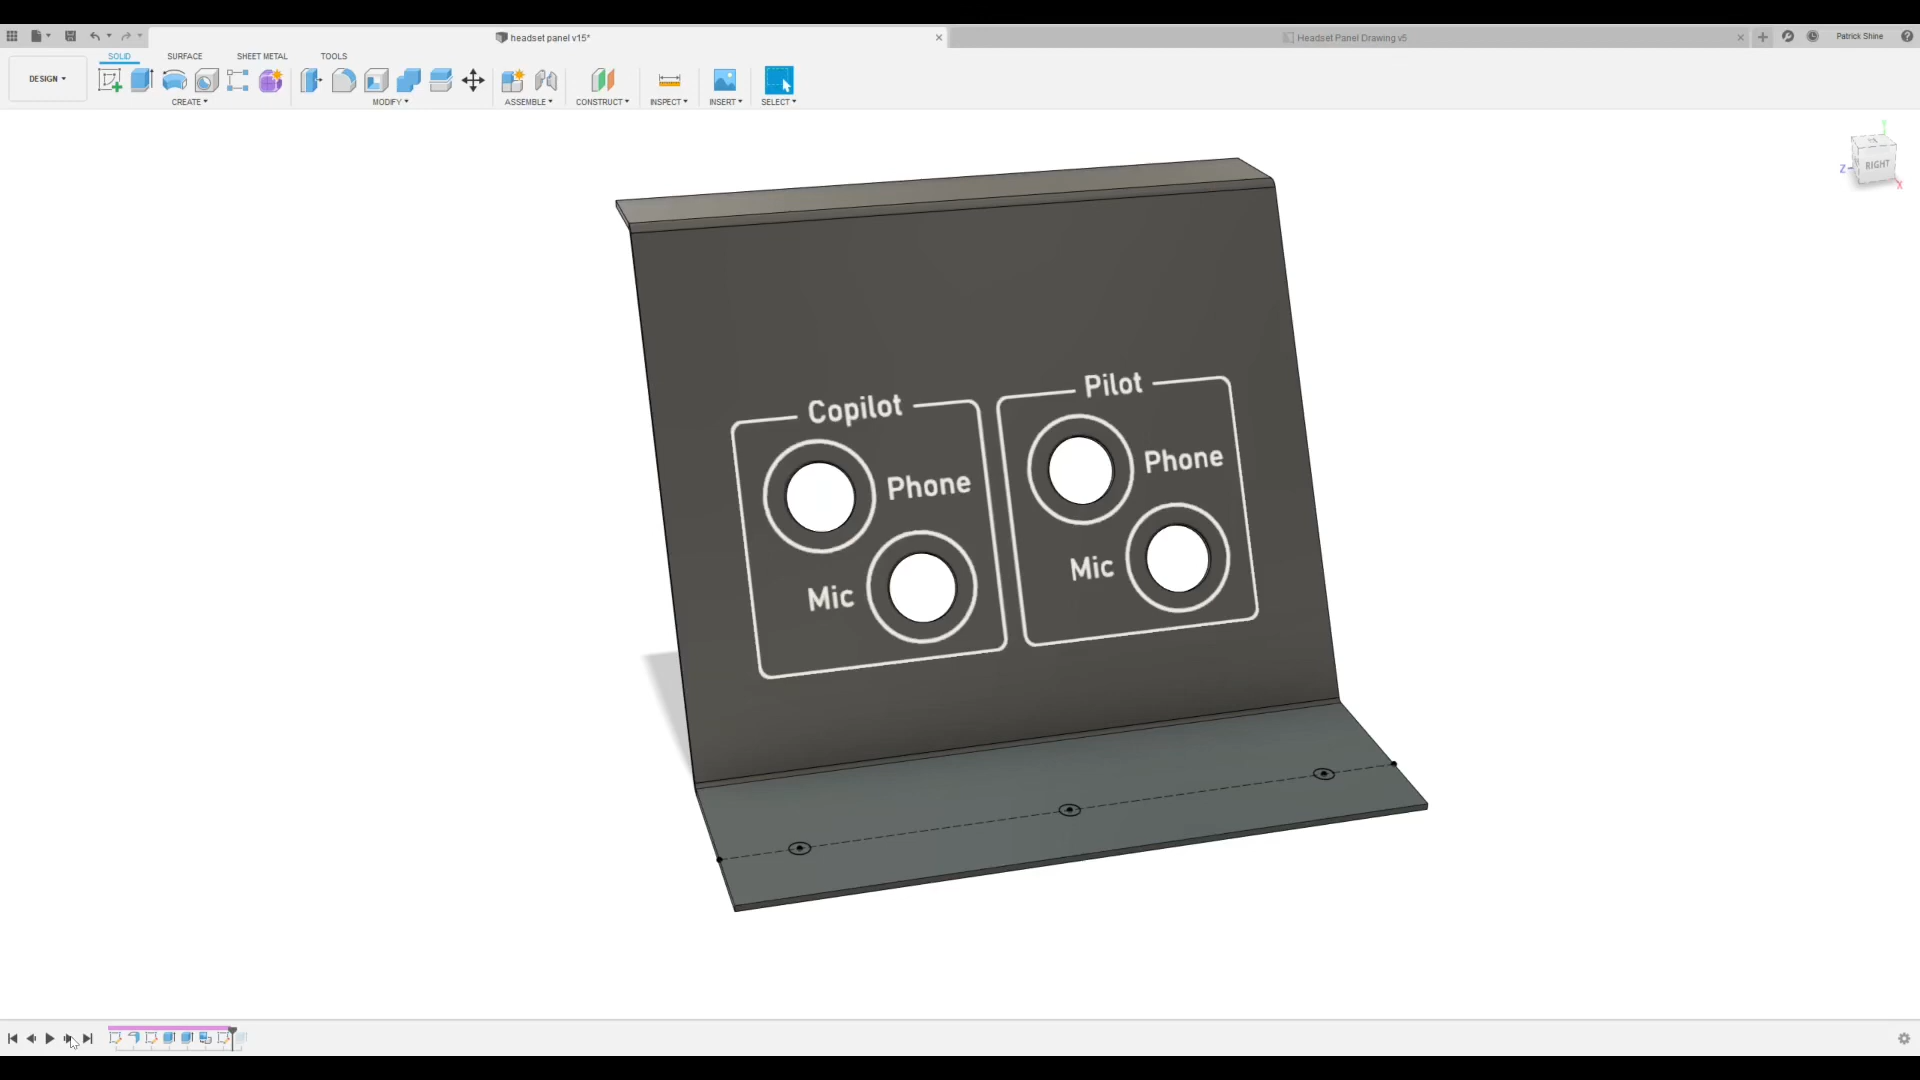 headset panel v15*
Headset Panel Drawing v5
Patrick Shine
SOLID
SURFACE
SHEET METAL
TOOLS
DESIGN
CREATE
MODIFY
ASSEMBLE
CONSTRUCT
INSPECT
INSERT
SELECT
RIGHT
Z
X
Copilot
Pilot
Phone
Phone
Mic
Mic